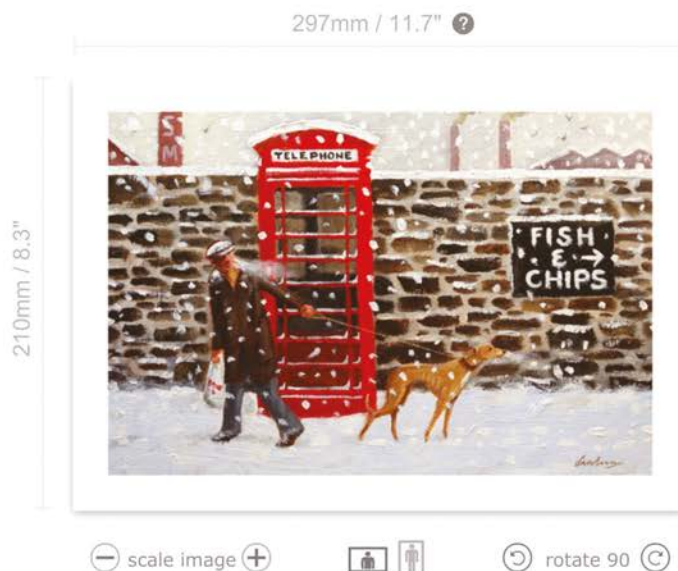 297mm / 11.7" ?
210mm / 8.3"
S
M
TELEPHONE
FISH
& →
CHIPS
scale image
rotate 90